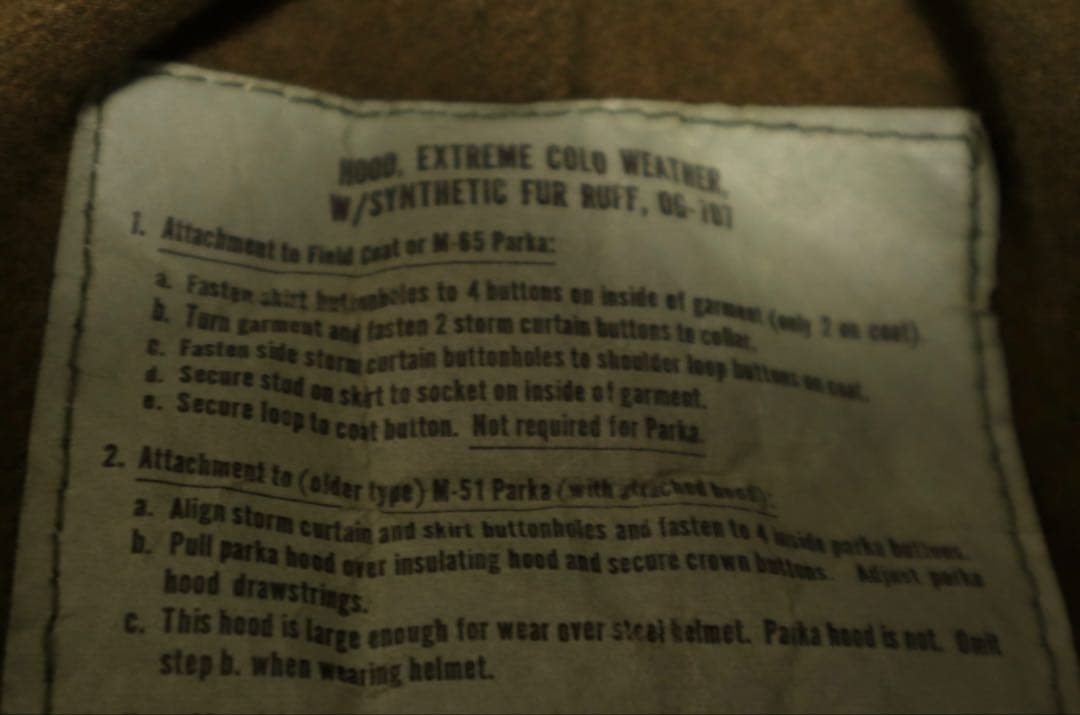 HOOD, EXTREME COLD WEATHER,
W/SYNTHETIC FUR RUFF, OG-107
1. Attachment to Field Coat or M-65 Parka:
a. Fasten skirt buttonholes to 4 buttons on inside of garment (only 2 on coat).
b. Turn garment and fasten 2 storm curtain buttons to collar.
c. Fasten side storm curtain buttonholes to shoulder loop buttons on coat.
d. Secure stud on skirt to socket on inside of garment.
e. Secure loop to coat button. Not required for Parka.
2. Attachment to (older type) M-51 Parka (with attached hood):
a. Align storm curtain and skirt buttonholes and fasten to 4 inside parka buttons.
b. Pull parka hood over insulating hood and secure crown buttons. Adjust parka
hood drawstrings.
c. This hood is large enough for wear over steel helmet. Parka hood is not. Omit
step b. when wearing helmet.